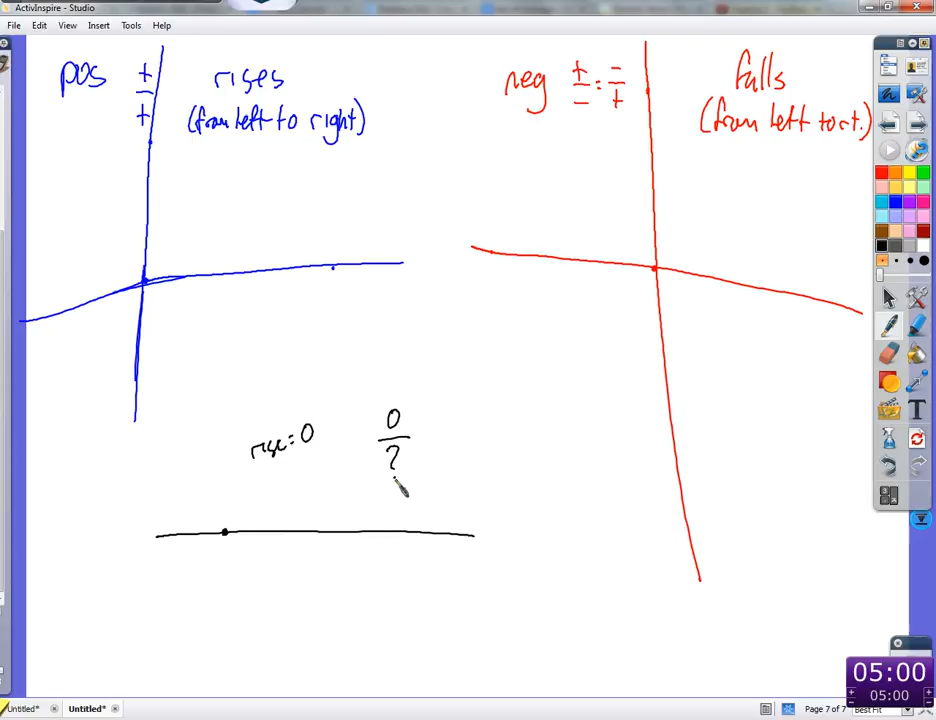 ActivInspire - Studio
File Edit View Insert Tools Help
pos + / + rises
(from left to right)
neg + / - = - / + falls
(from left to rt.)
rise = 0
0 / ?
05:00
05:00
Untitled* Untitled*
Page 7 of 7 Best Fit